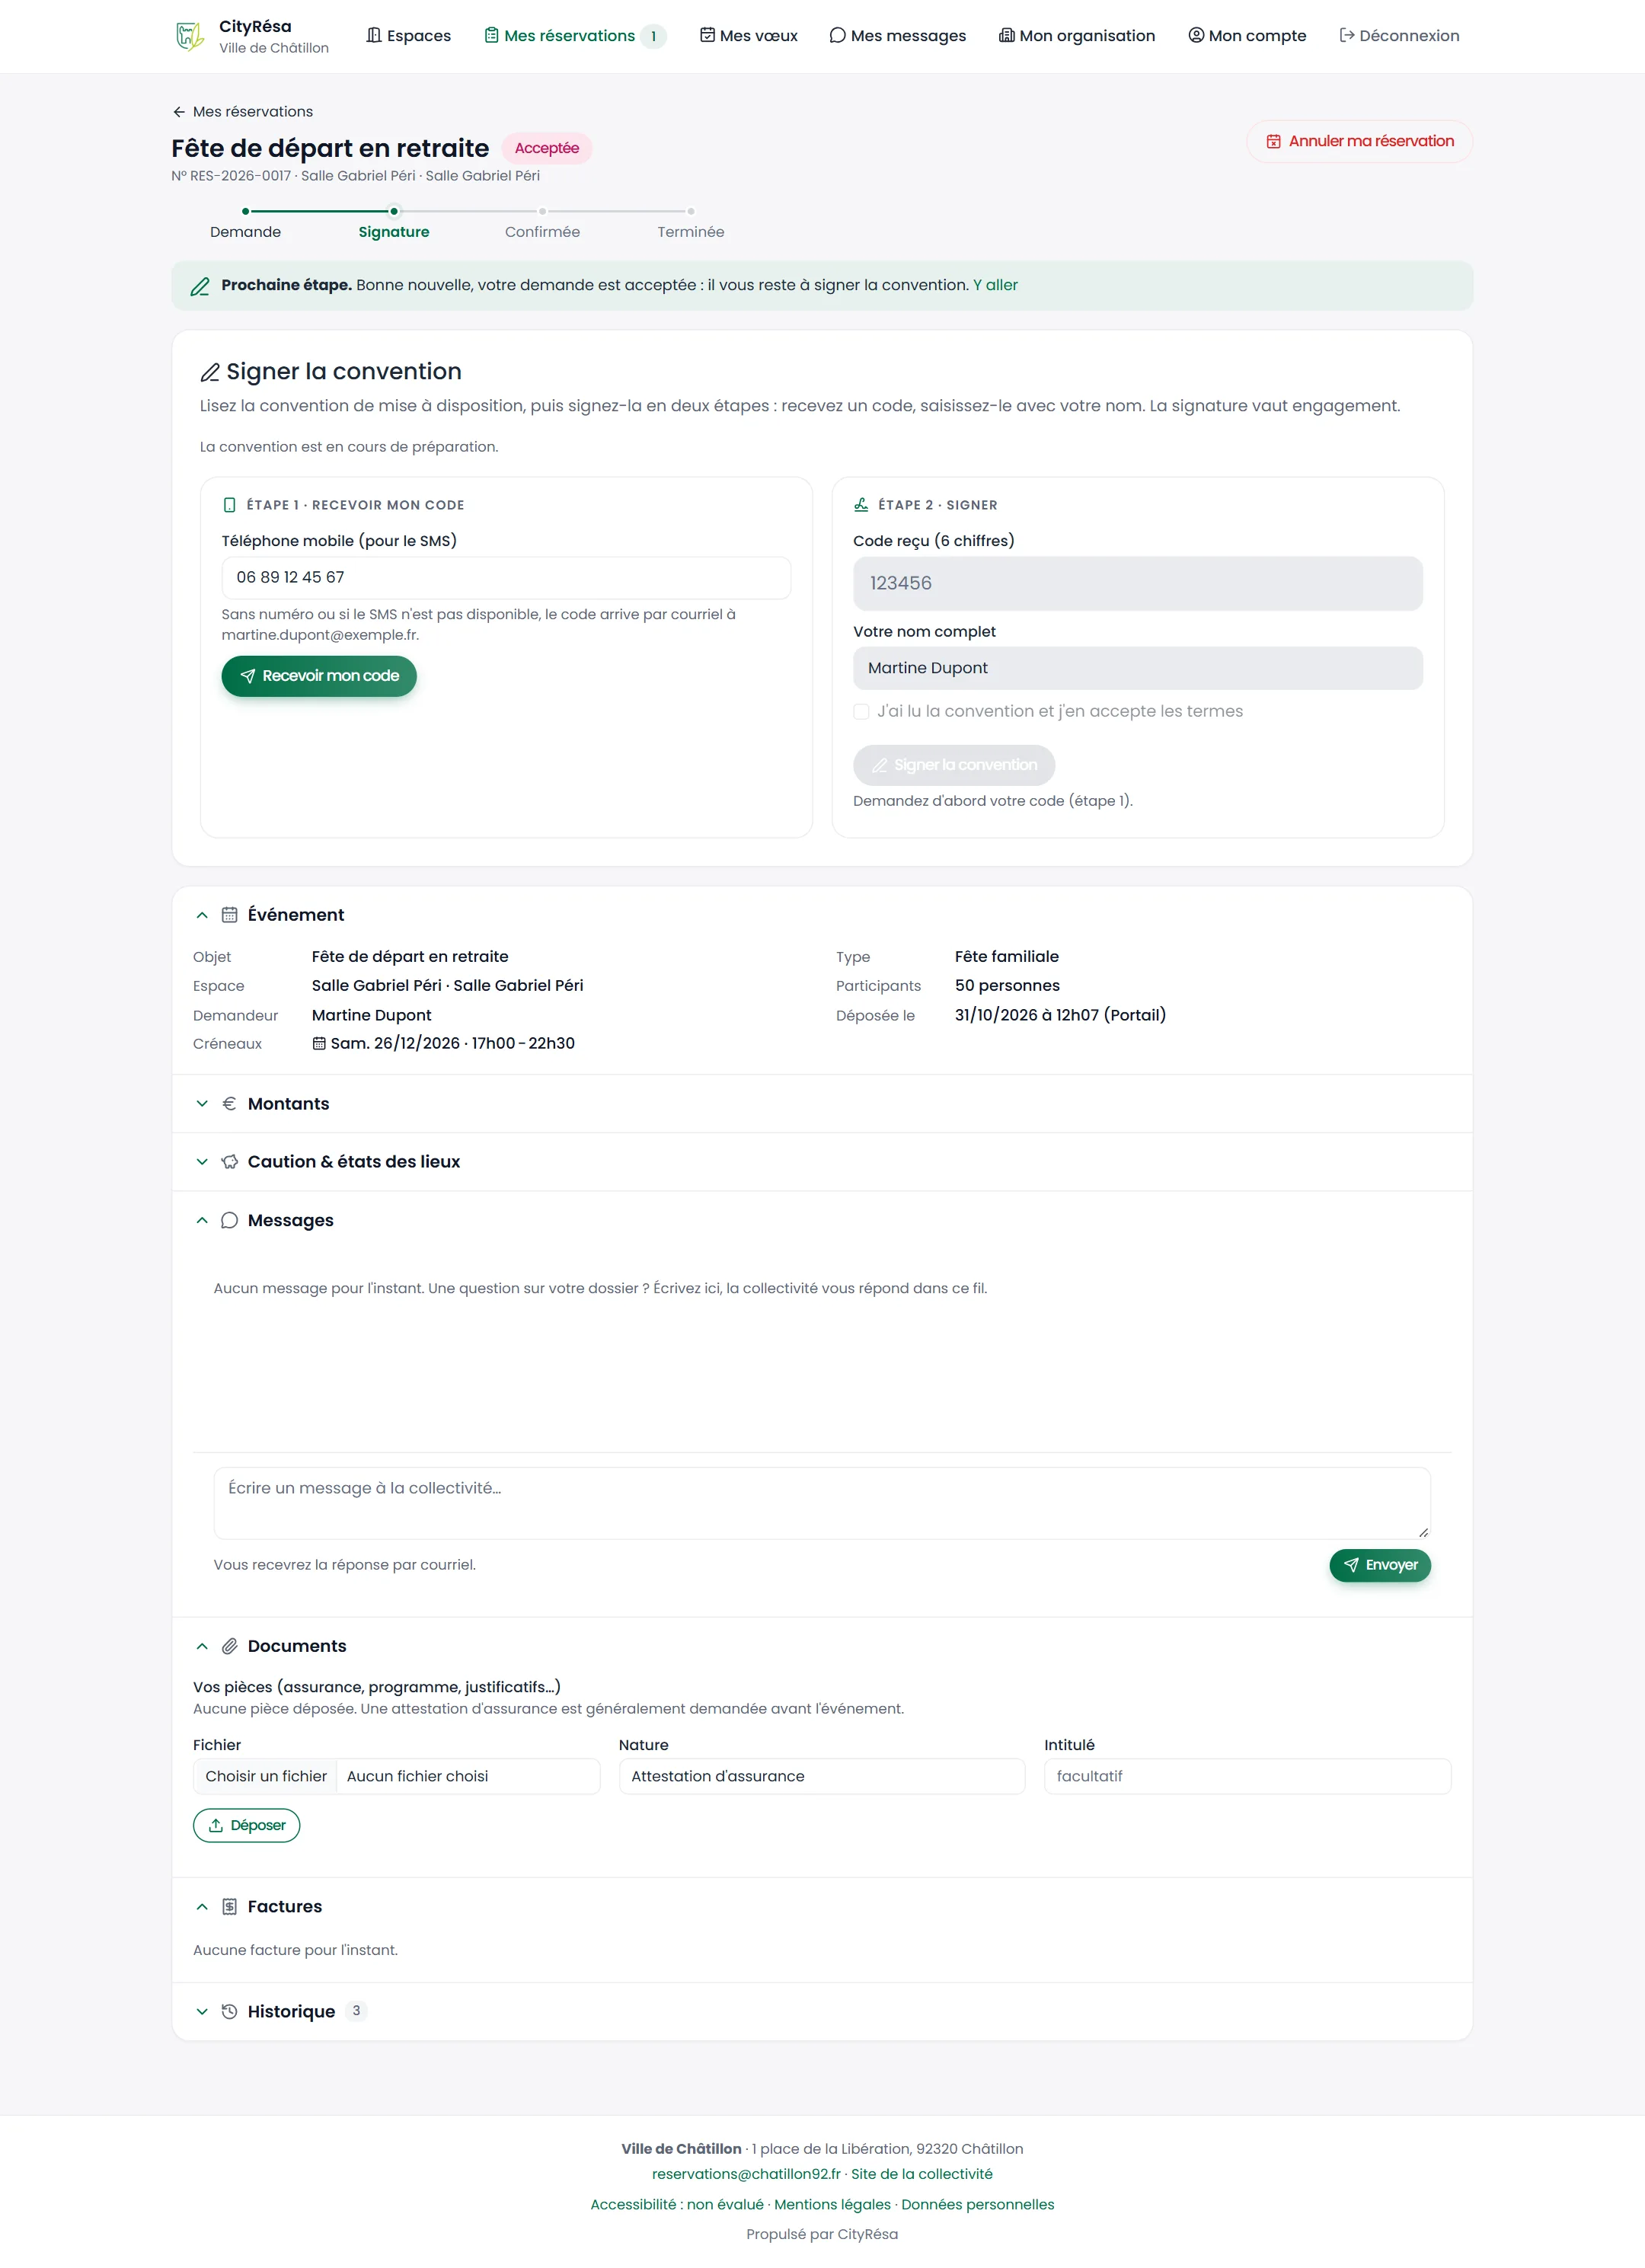 CityRésa
Ville de Châtillon
Espaces
Mes réservations 1
Mes vœux
Mes messages
Mon organisation
Mon compte
Déconnexion
← Mes réservations
Fête de départ en retraite Acceptée
Annuler ma réservation
N° RES-2026-0017 · Salle Gabriel Péri · Salle Gabriel Péri
Demande
Signature
Confirmée
Terminée
Prochaine étape. Bonne nouvelle, votre demande est acceptée : il vous reste à signer la convention. Y aller
Signer la convention
Lisez la convention de mise à disposition, puis signez-la en deux étapes : recevez un code, saisissez-le avec votre nom. La signature vaut engagement.
La convention est en cours de préparation.
ÉTAPE 1 · RECEVOIR MON CODE
Téléphone mobile (pour le SMS)
06 89 12 45 67
Sans numéro ou si le SMS n'est pas disponible, le code arrive par courriel à
martine.dupont@exemple.fr.
Recevoir mon code
ÉTAPE 2 · SIGNER
Code reçu (6 chiffres)
123456
Votre nom complet
Martine Dupont
J'ai lu la convention et j'en accepte les termes
Signer la convention
Demandez d'abord votre code (étape 1).
Événement
Objet Fête de départ en retraite
Type Fête familiale
Espace Salle Gabriel Péri · Salle Gabriel Péri
Participants 50 personnes
Demandeur Martine Dupont
Déposée le 31/10/2026 à 12h07 (Portail)
Créneaux Sam. 26/12/2026 · 17h00 – 22h30
Montants
Caution & états des lieux
Messages
Aucun message pour l'instant. Une question sur votre dossier ? Écrivez ici, la collectivité vous répond dans ce fil.
Écrire un message à la collectivité…
Vous recevrez la réponse par courriel.
Envoyer
Documents
Vos pièces (assurance, programme, justificatifs…)
Aucune pièce déposée. Une attestation d'assurance est généralement demandée avant l'événement.
Fichier
Nature
Intitulé
Choisir un fichier Aucun fichier choisi
Attestation d'assurance
facultatif
Déposer
Factures
Aucune facture pour l'instant.
Historique 3
Ville de Châtillon · 1 place de la Libération, 92320 Châtillon
reservations@chatillon92.fr · Site de la collectivité
Accessibilité : non évalué · Mentions légales · Données personnelles
Propulsé par CityRésa